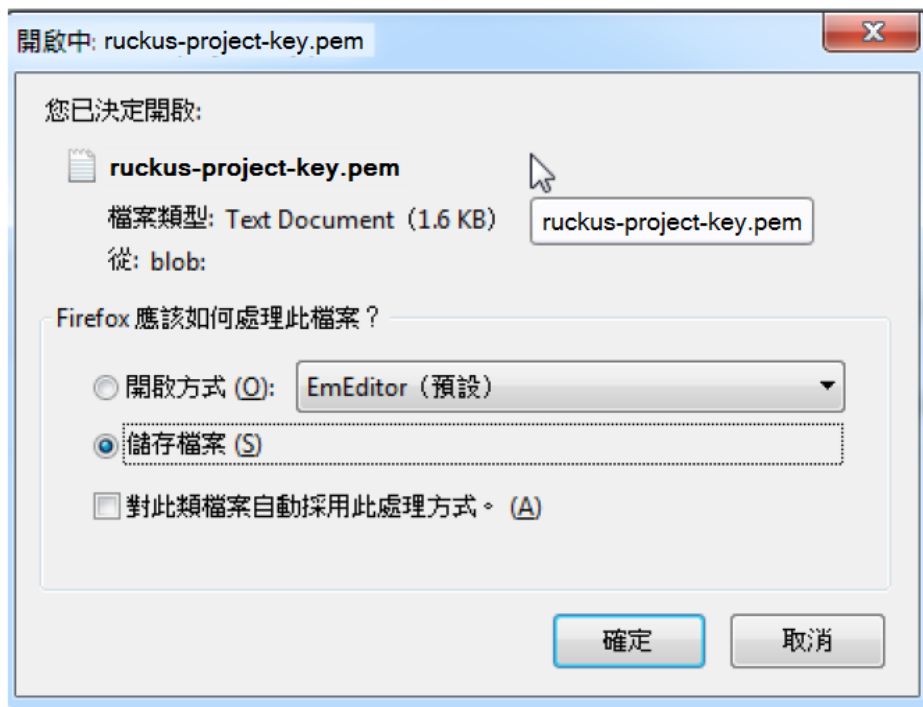 開啟中: ruckus-project-key.pem
您已決定開啟:
ruckus-project-key.pem
檔案類型: Text Document (1.6 KB)
ruckus-project-key.pem
從: blob:
Firefox 應該如何處理此檔案？
開啟方式 (O): EmEditor (預設)
儲存檔案 (S)
對此類檔案自動採用此處理方式。 (A)
確定 取消